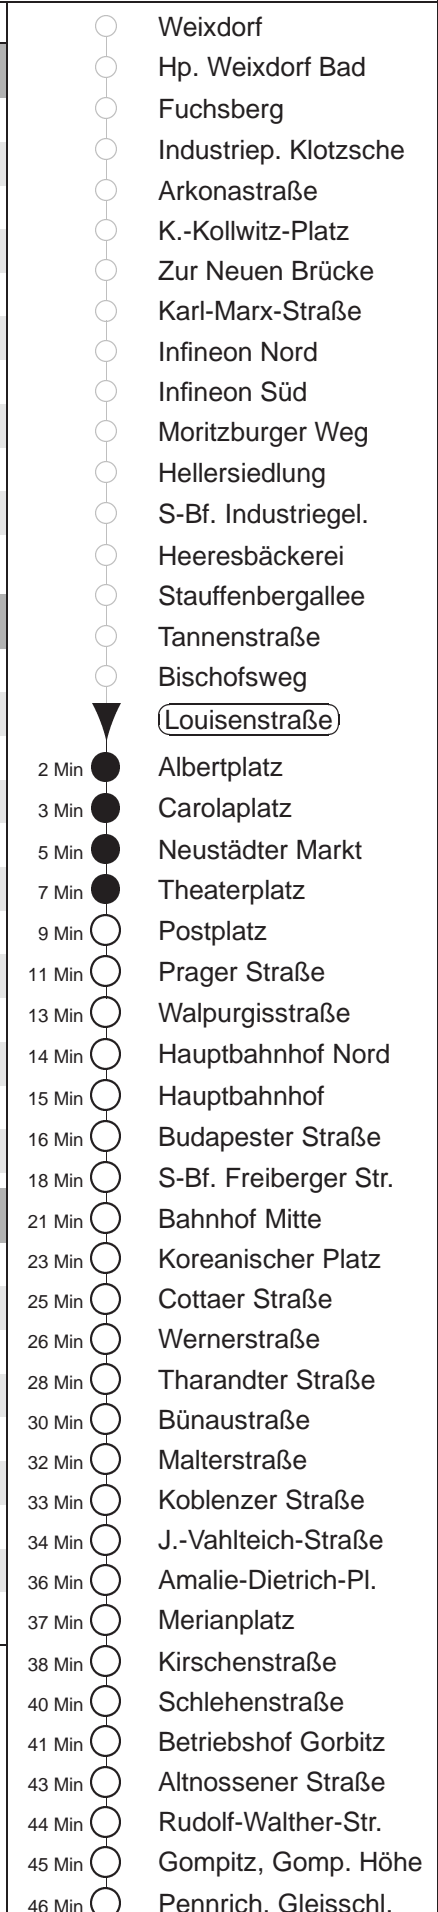 Weixdorf
Hp. Weixdorf Bad
Fuchsberg
Industriep. Klotzsche
Arkonastraße
K.-Kollwitz-Platz
Zur Neuen Brücke
Karl-Marx-Straße
Infineon Nord
Infineon Süd
Moritzburger Weg
Hellersiedlung
S-Bf. Industriegel.
Heeresbäckerei
Stauffenbergallee
Tannenstraße
Bischofsweg
Louisenstraße
2 Min Albertplatz
3 Min Carolaplatz
5 Min Neustädter Markt
7 Min Theaterplatz
9 Min Postplatz
11 Min Prager Straße
13 Min Walpurgisstraße
14 Min Hauptbahnhof Nord
15 Min Hauptbahnhof
16 Min Budapester Straße
18 Min S-Bf. Freiberger Str.
21 Min Bahnhof Mitte
23 Min Koreanischer Platz
25 Min Cottaer Straße
26 Min Wernerstraße
28 Min Tharandter Straße
30 Min Bünaustraße
32 Min Malterstraße
33 Min Koblenzer Straße
34 Min J.-Vahlteich-Straße
36 Min Amalie-Dietrich-Pl.
37 Min Merianplatz
38 Min Kirschenstraße
40 Min Schlehenstraße
41 Min Betriebshof Gorbitz
43 Min Altnossener Straße
44 Min Rudolf-Walther-Str.
45 Min Gompitz, Gomp. Höhe
46 Min Pennrich, Gleisschl.